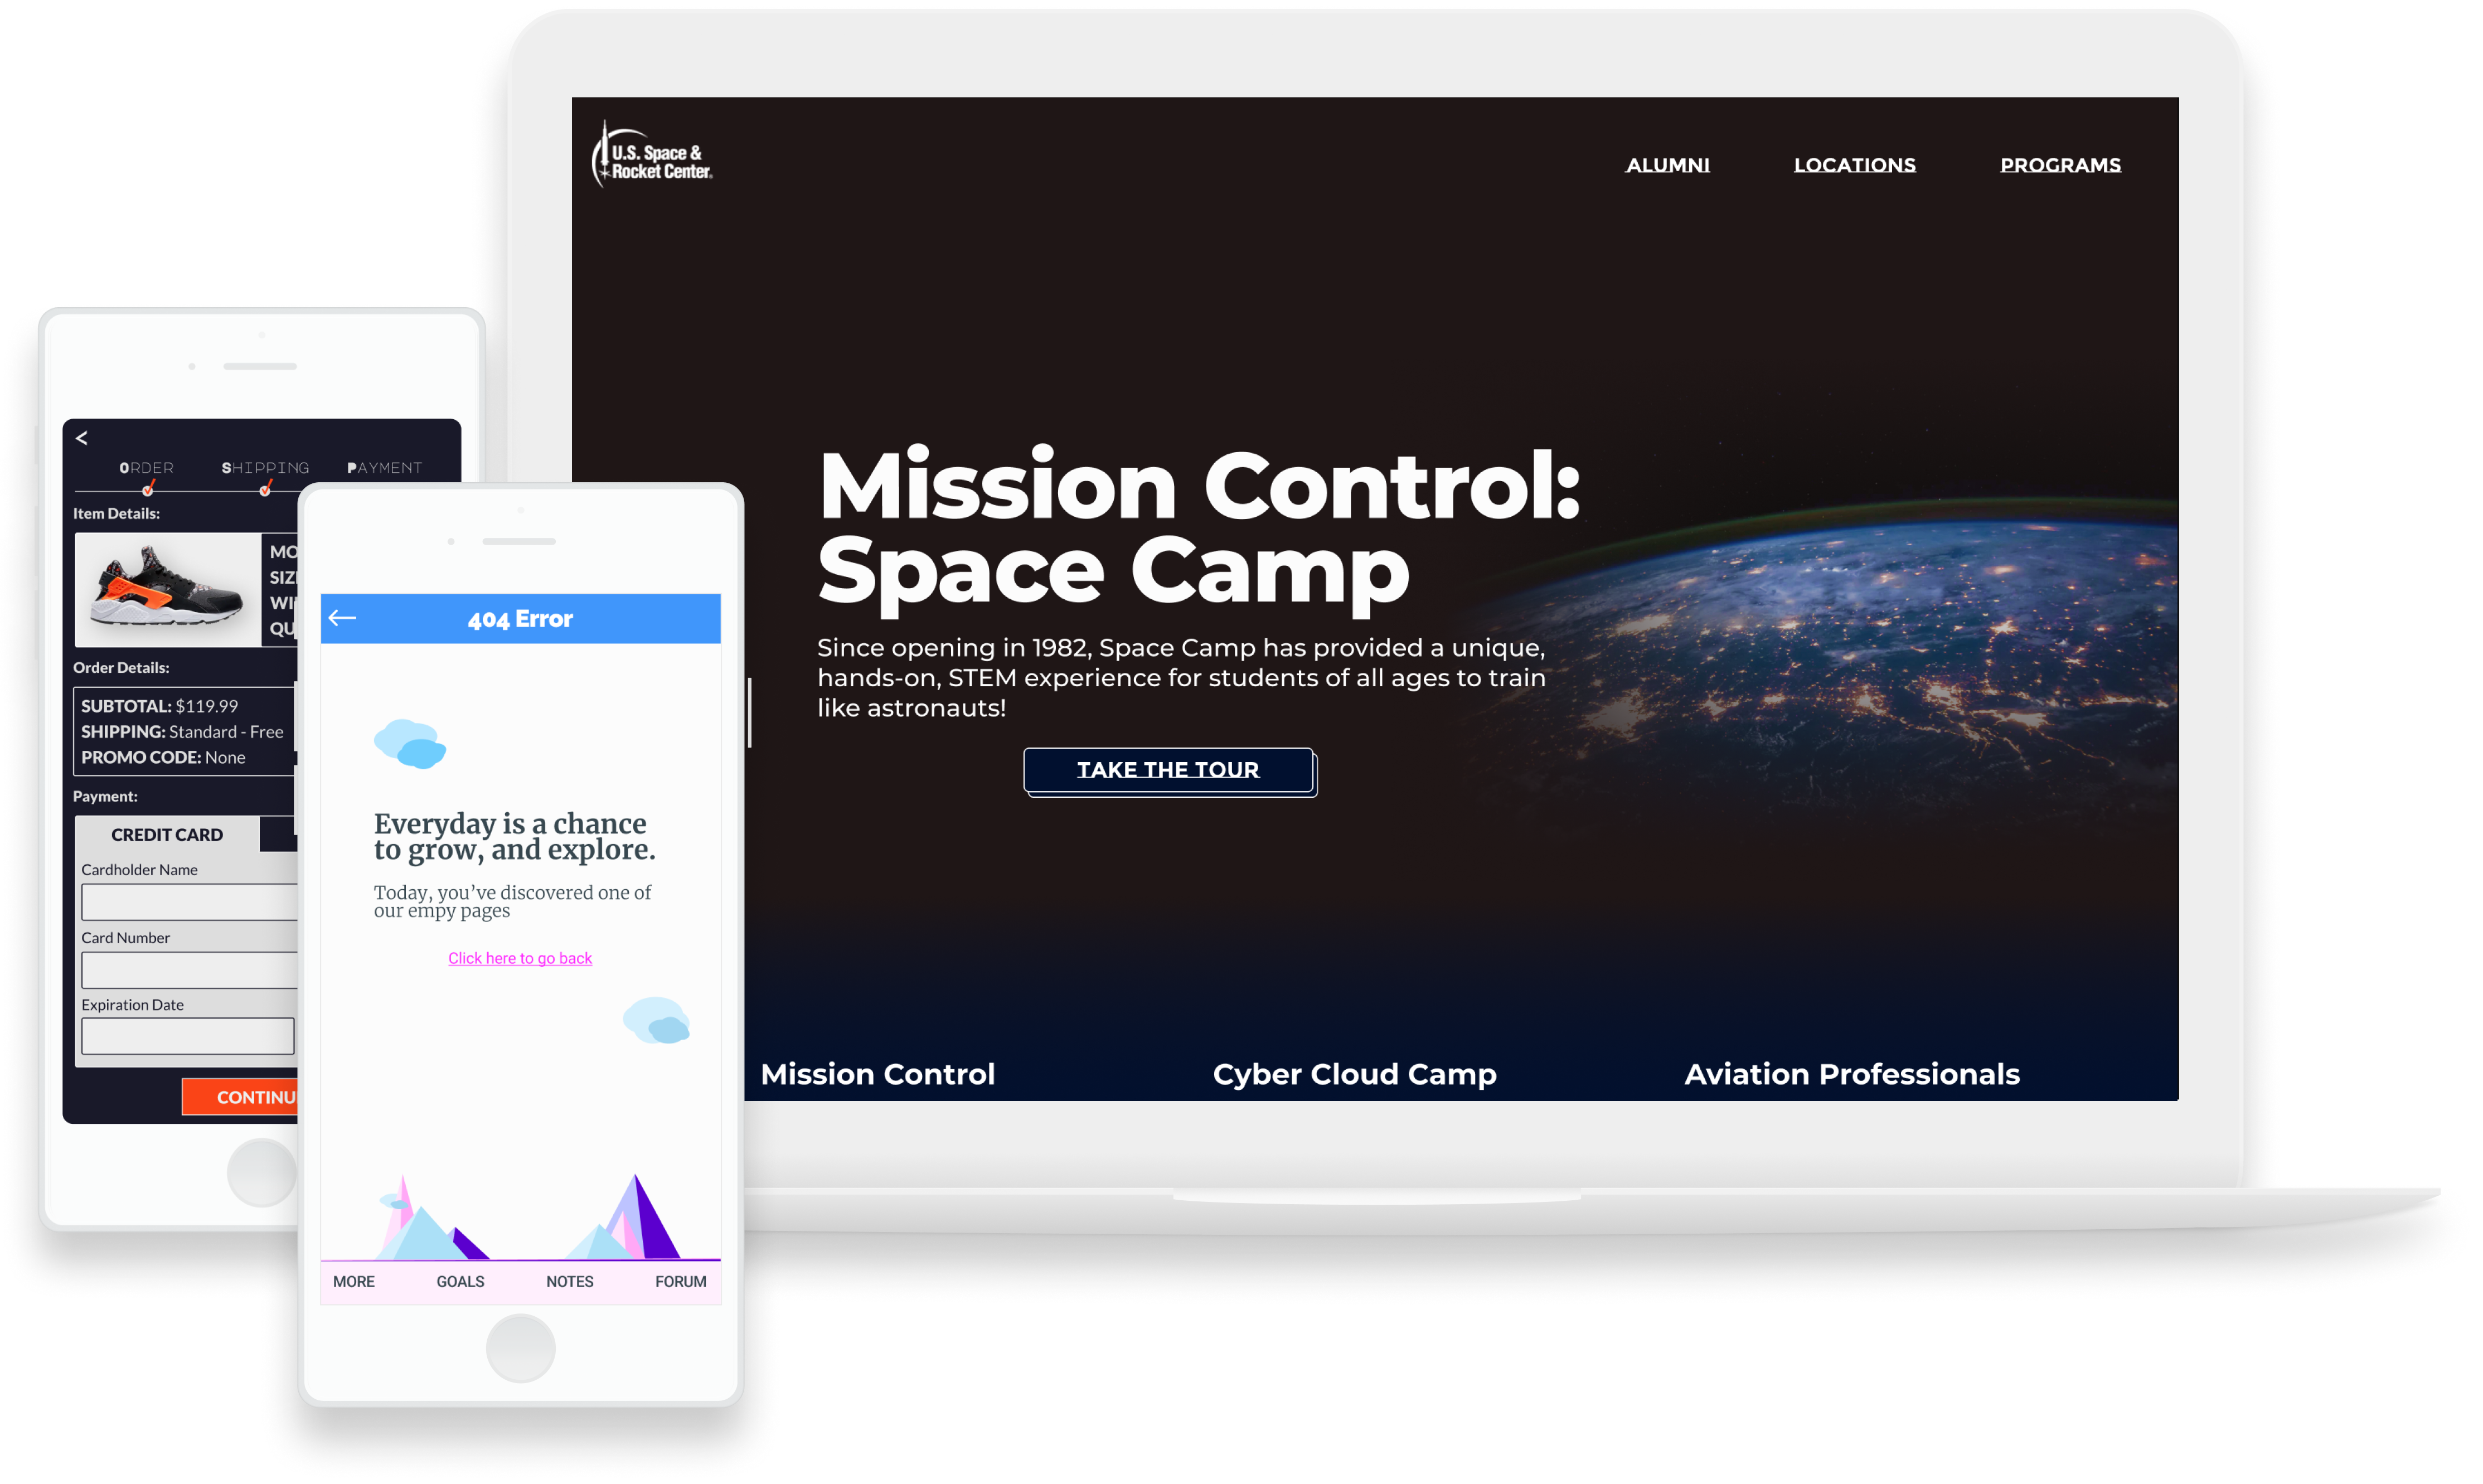 U.S. Space &
Rocket Center
ALUMNI LOCATIONS PROGRAMS
Mission Control:
Space Camp
Since opening in 1982, Space Camp has provided a unique,
hands-on, STEM experience for students of all ages to train
like astronauts!
TAKE THE TOUR
Mission Control Cyber Cloud Camp Aviation Professionals
<
ORDER SHIPPING PAYMENT
Item Details:
MO
SIZ
WI
QU
Order Details:
SUBTOTAL: $119.99
SHIPPING: Standard - Free
PROMO CODE: None
Payment:
CREDIT CARD
Cardholder Name
Card Number
Expiration Date
CONTINU
404 Error
Everyday is a chance
to grow, and explore.
Today, you’ve discovered one of
our empy pages
Click here to go back
MORE GOALS NOTES FORUM